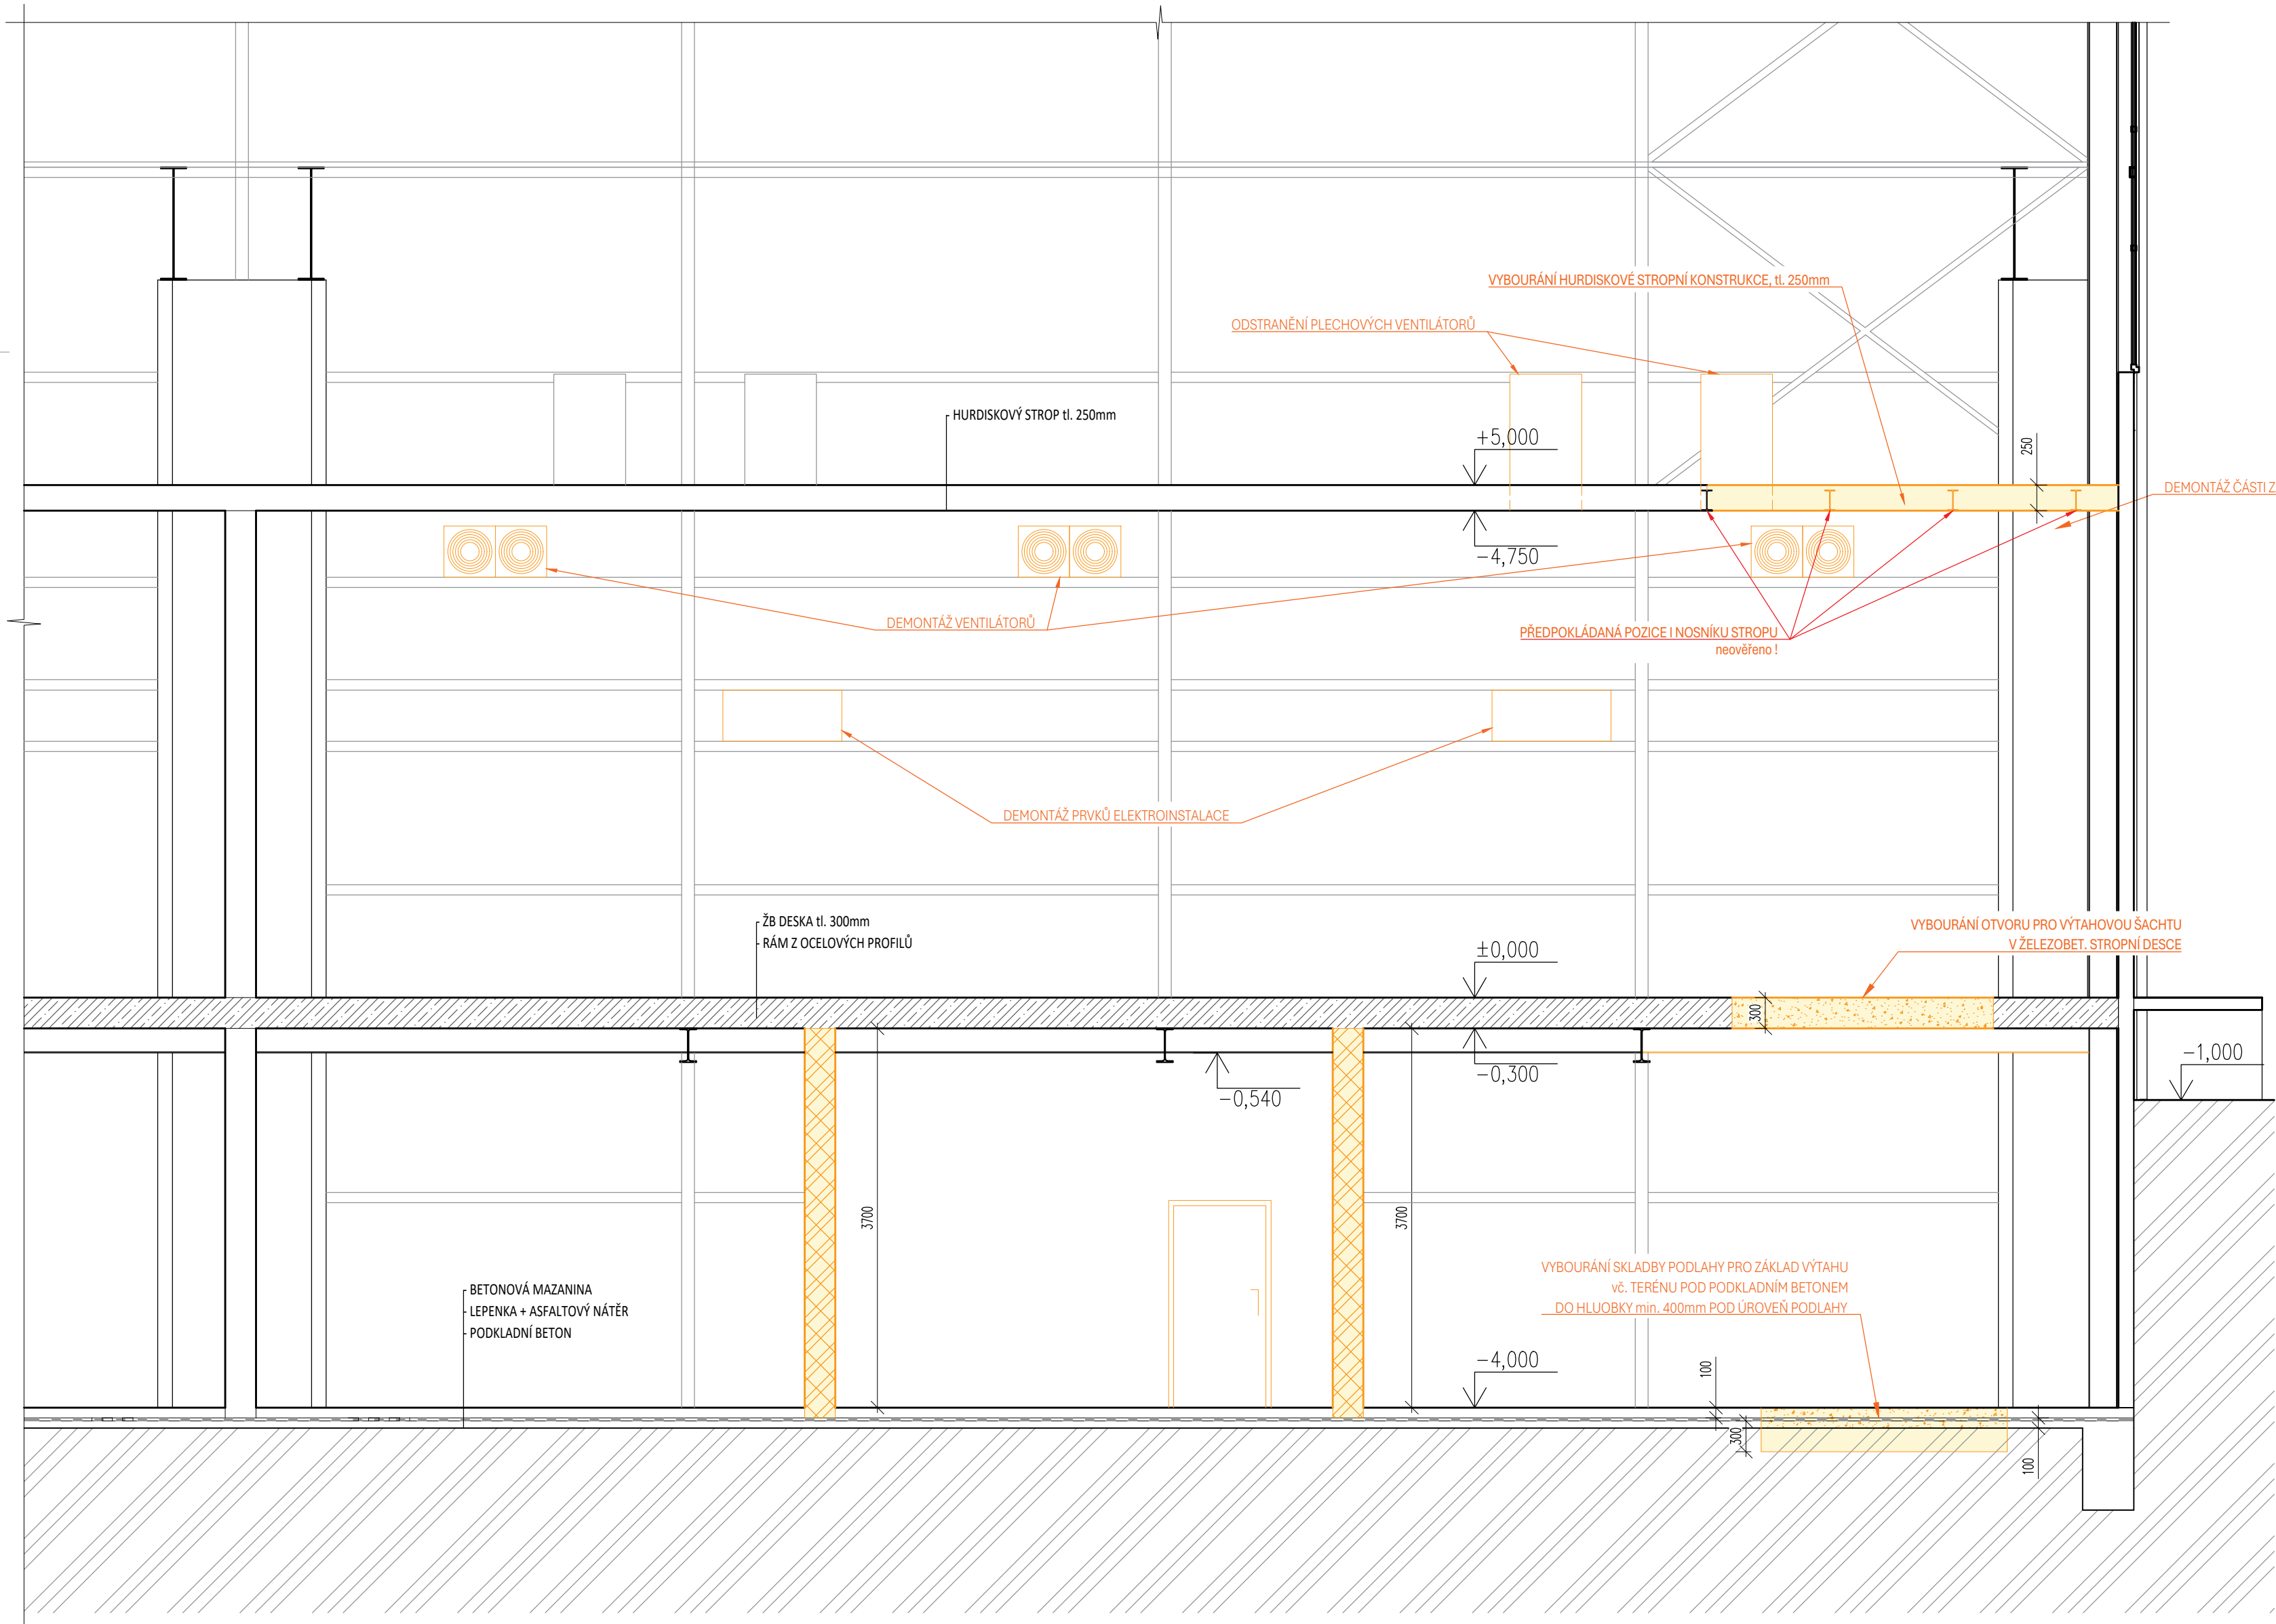 VYBOURÁNÍ HURDISKOVÉ STROPNÍ KONSTRUKCE, tl. 250mm
ODSTRANĚNÍ PLECHOVÝCH VENTILÁTORŮ
HURDISKOVÝ STROP tl. 250mm
+5,000
250
DEMONTÁŽ ČÁSTI Z
-4,750
DEMONTÁŽ VENTILÁTORŮ
PŘEDPOKLÁDANÁ POZICE I NOSNÍKU STROPU
neověřeno !
DEMONTÁŽ PRVKŮ ELEKTROINSTALACE
ŽB DESKA tl. 300mm
RÁM Z OCELOVÝCH PROFILŮ
VYBOURÁNÍ OTVORU PRO VÝTAHOVOU ŠACHTU
V ŽELEZOBET. STROPNÍ DESCE
±0,000
300
-0,300
-0,540
-1,000
3700
3700
VYBOURÁNÍ SKLADBY PODLAHY PRO ZÁKLAD VÝTAHU
vč. TERÉNU POD PODKLADNÍM BETONEM
DO HLUOBKY min. 400mm POD ÚROVEŇ PODLAHY
BETONOVÁ MAZANINA
LEPENKA + ASFALTOVÝ NÁTĚR
PODKLADNÍ BETON
-4,000
100
300
100